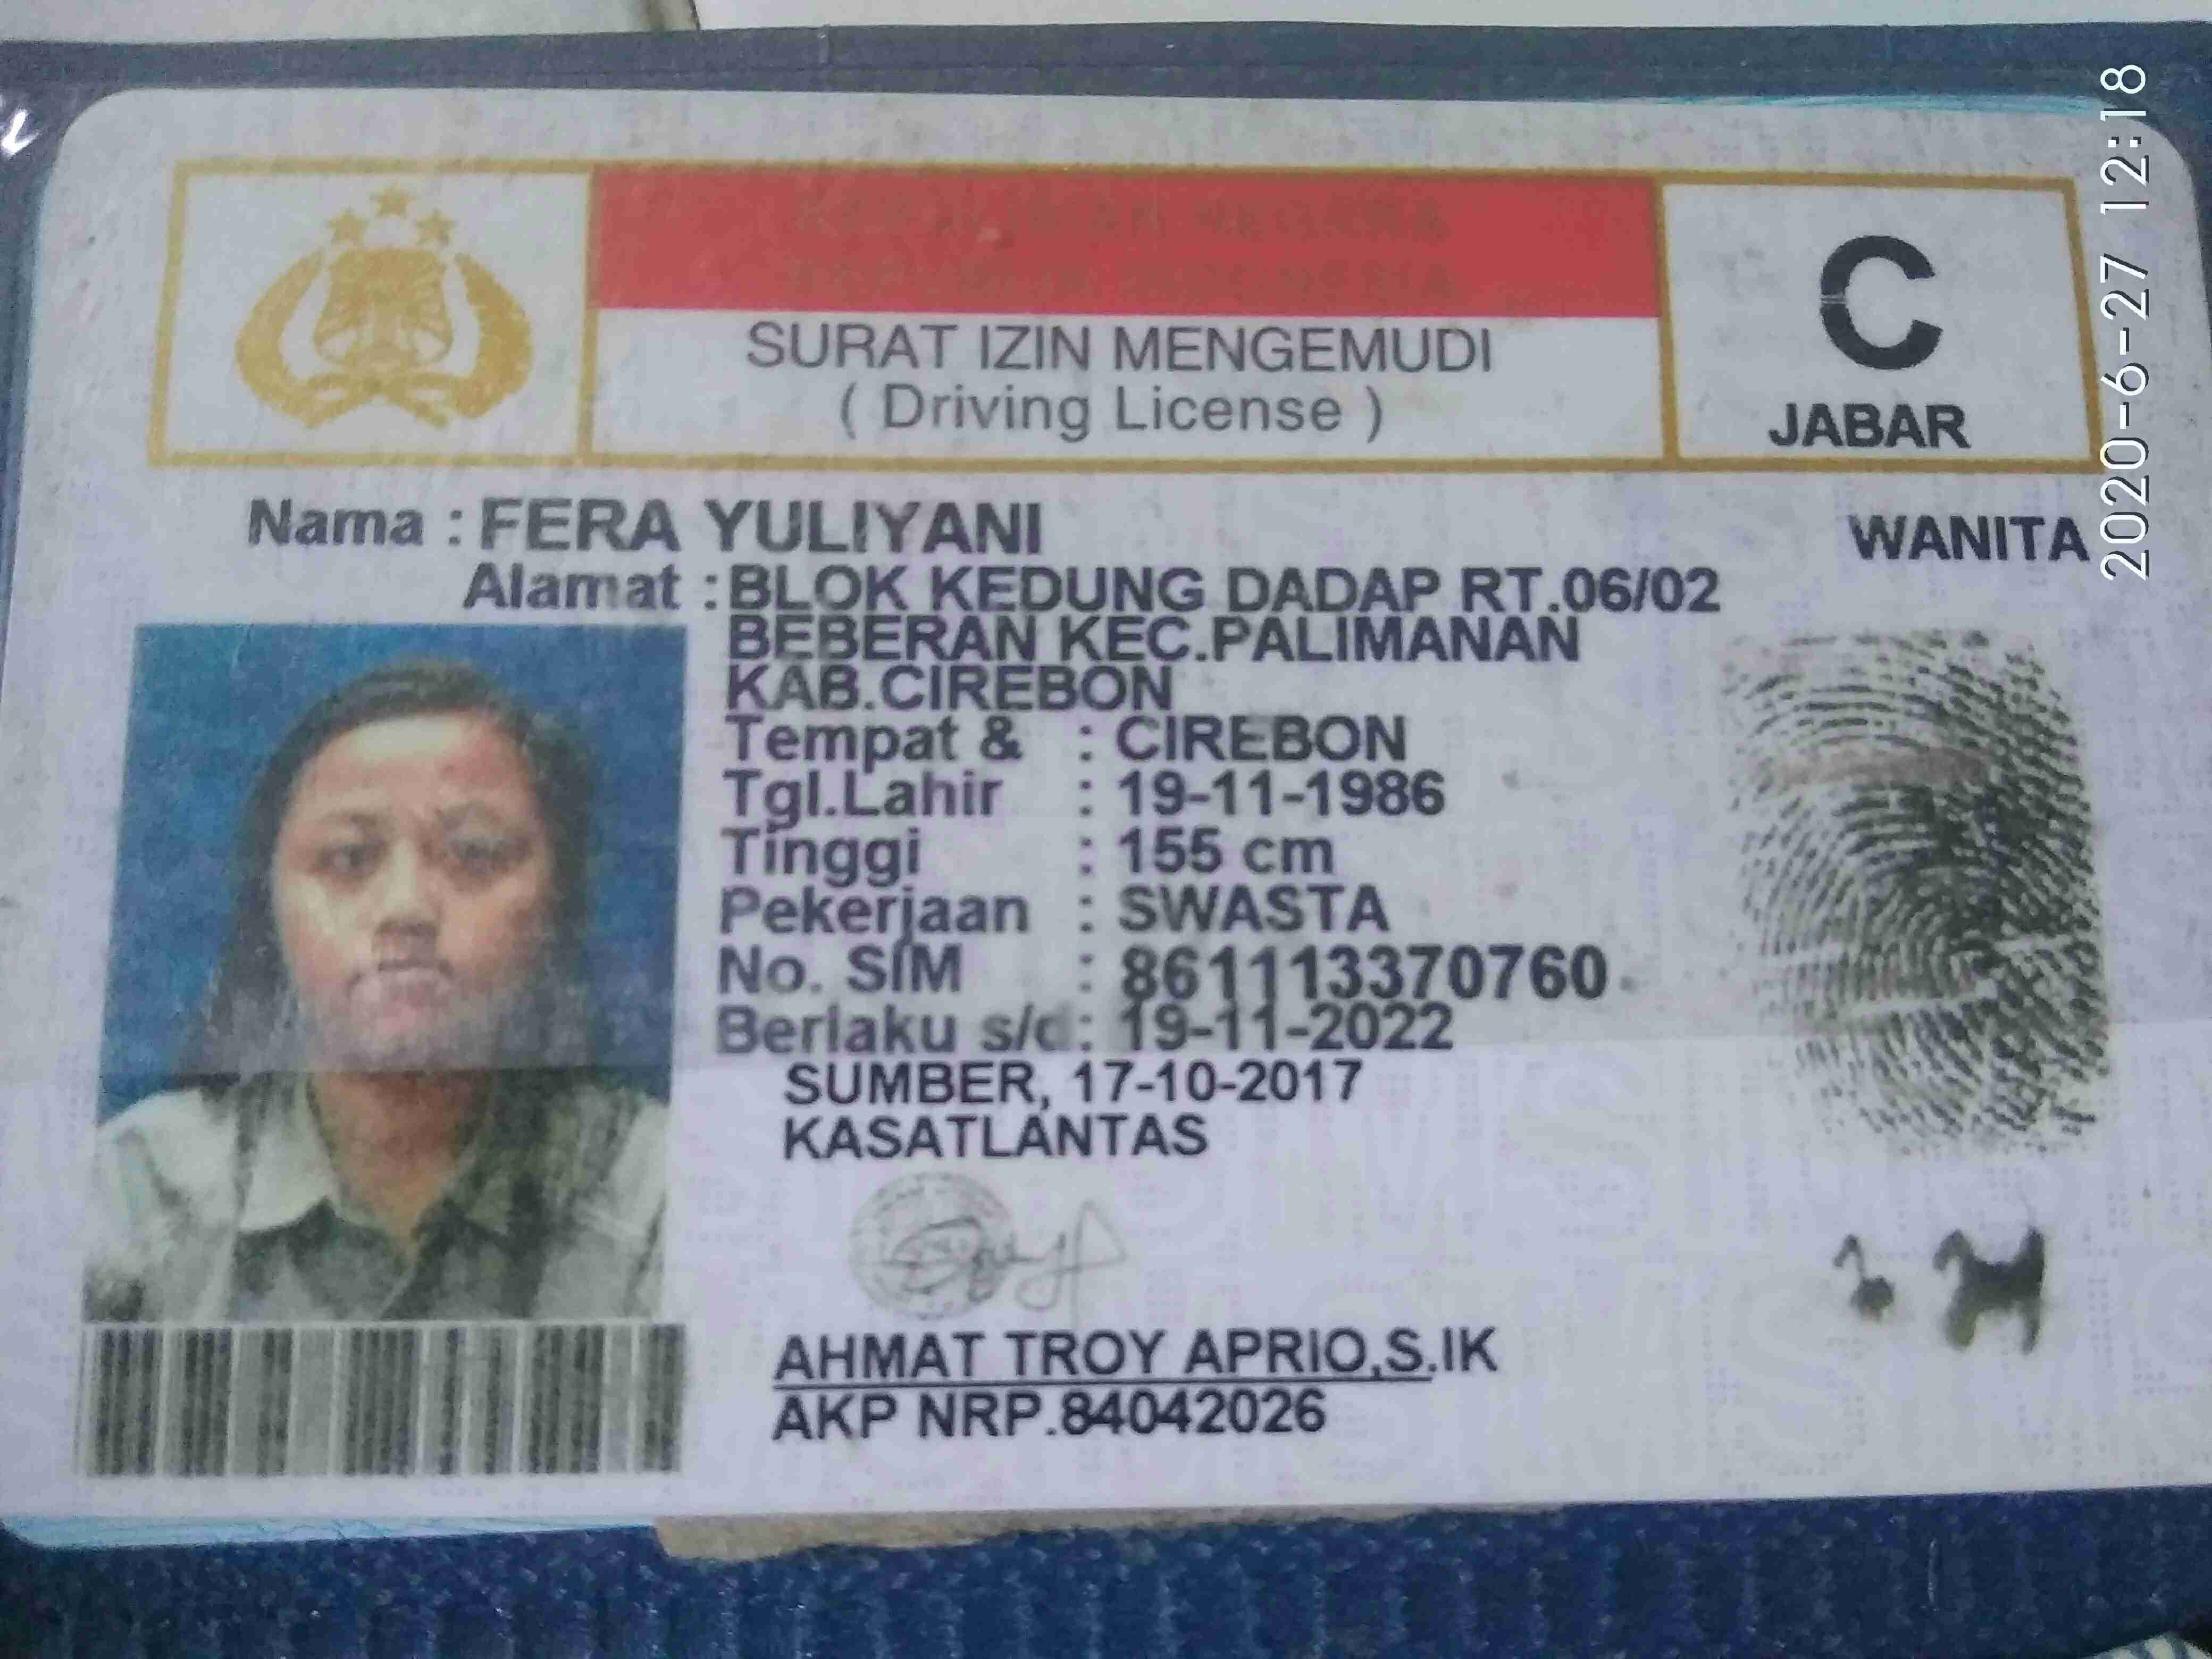 SURAT IZIN MENGEMUDI
( Driving License )
C
JABAR
Nama : FERA YULIYANI
WANITA
Alamat : BLOK KEDUNG DADAP RT.06/02
BEBERAN KEC.PALIMANAN
KAB.CIREBON
Tempat & : CIREBON
Tgl.Lahir : 19-11-1986
Tinggi : 155 cm
Pekerjaan : SWASTA
No. SIM : 861113370760
Berlaku s/d : 19-11-2022
SUMBER, 17-10-2017
KASATLANTAS
AHMAT TROY APRIO,S.IK
AKP NRP.84042026
2020-6-27 12:18